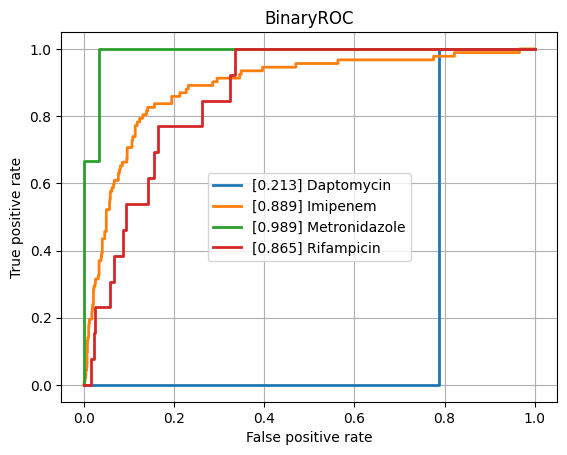 BinaryROC
True positive rate
1.0
0.8
0.6
0.4
0.2
0.0
[0.213] Daptomycin
[0.889] Imipenem
[0.989] Metronidazole
[0.865] Rifampicin
0.0 0.2 0.4 0.6 0.8 1.0
False positive rate